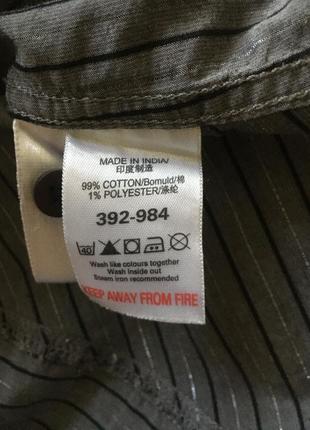 MADE IN INDIA/
印度制造
99% COTTON/Bomuld/棉
1% POLYESTER/涤纶
392-984
40
Wash like colours together
Wash inside out
Steam iron recommended
KEEP AWAY FROM FIRE